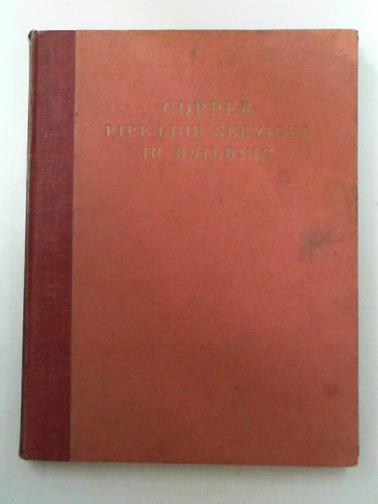 COPPER
PIPE-LINE SERVICES
IN BUILDING